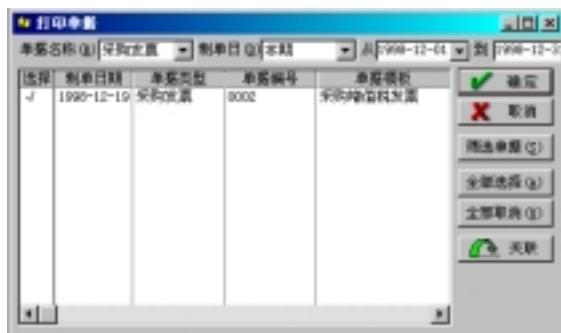 打印单据
单据名称(N) 采购发票 制单日(D) 本期 从 1998-12-01 到 1998-12-3
选择 制单日期 单据类型 单据编号 单据模板
√ 1998-12-19 采购发票 0002 采购增值税发票
确定
取消
筛选单据(S)
全部选择(A)
全部取消(U)
关联